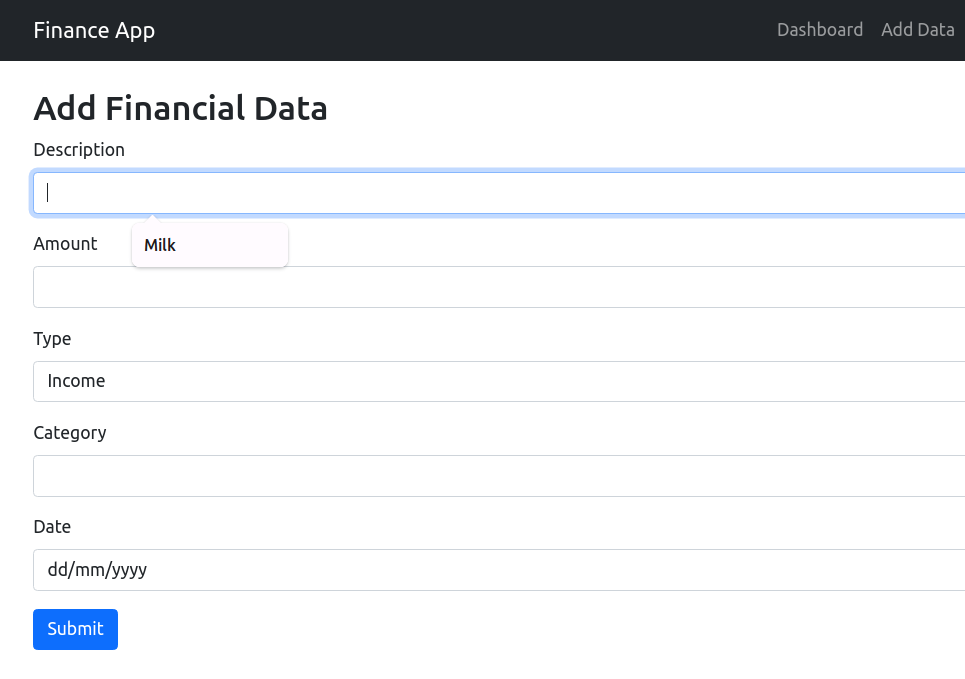 Finance App
Dashboard Add Data
Add Financial Data
Description
Milk
Amount
Type
Income
Category
Date
dd/mm/yyyy
Submit